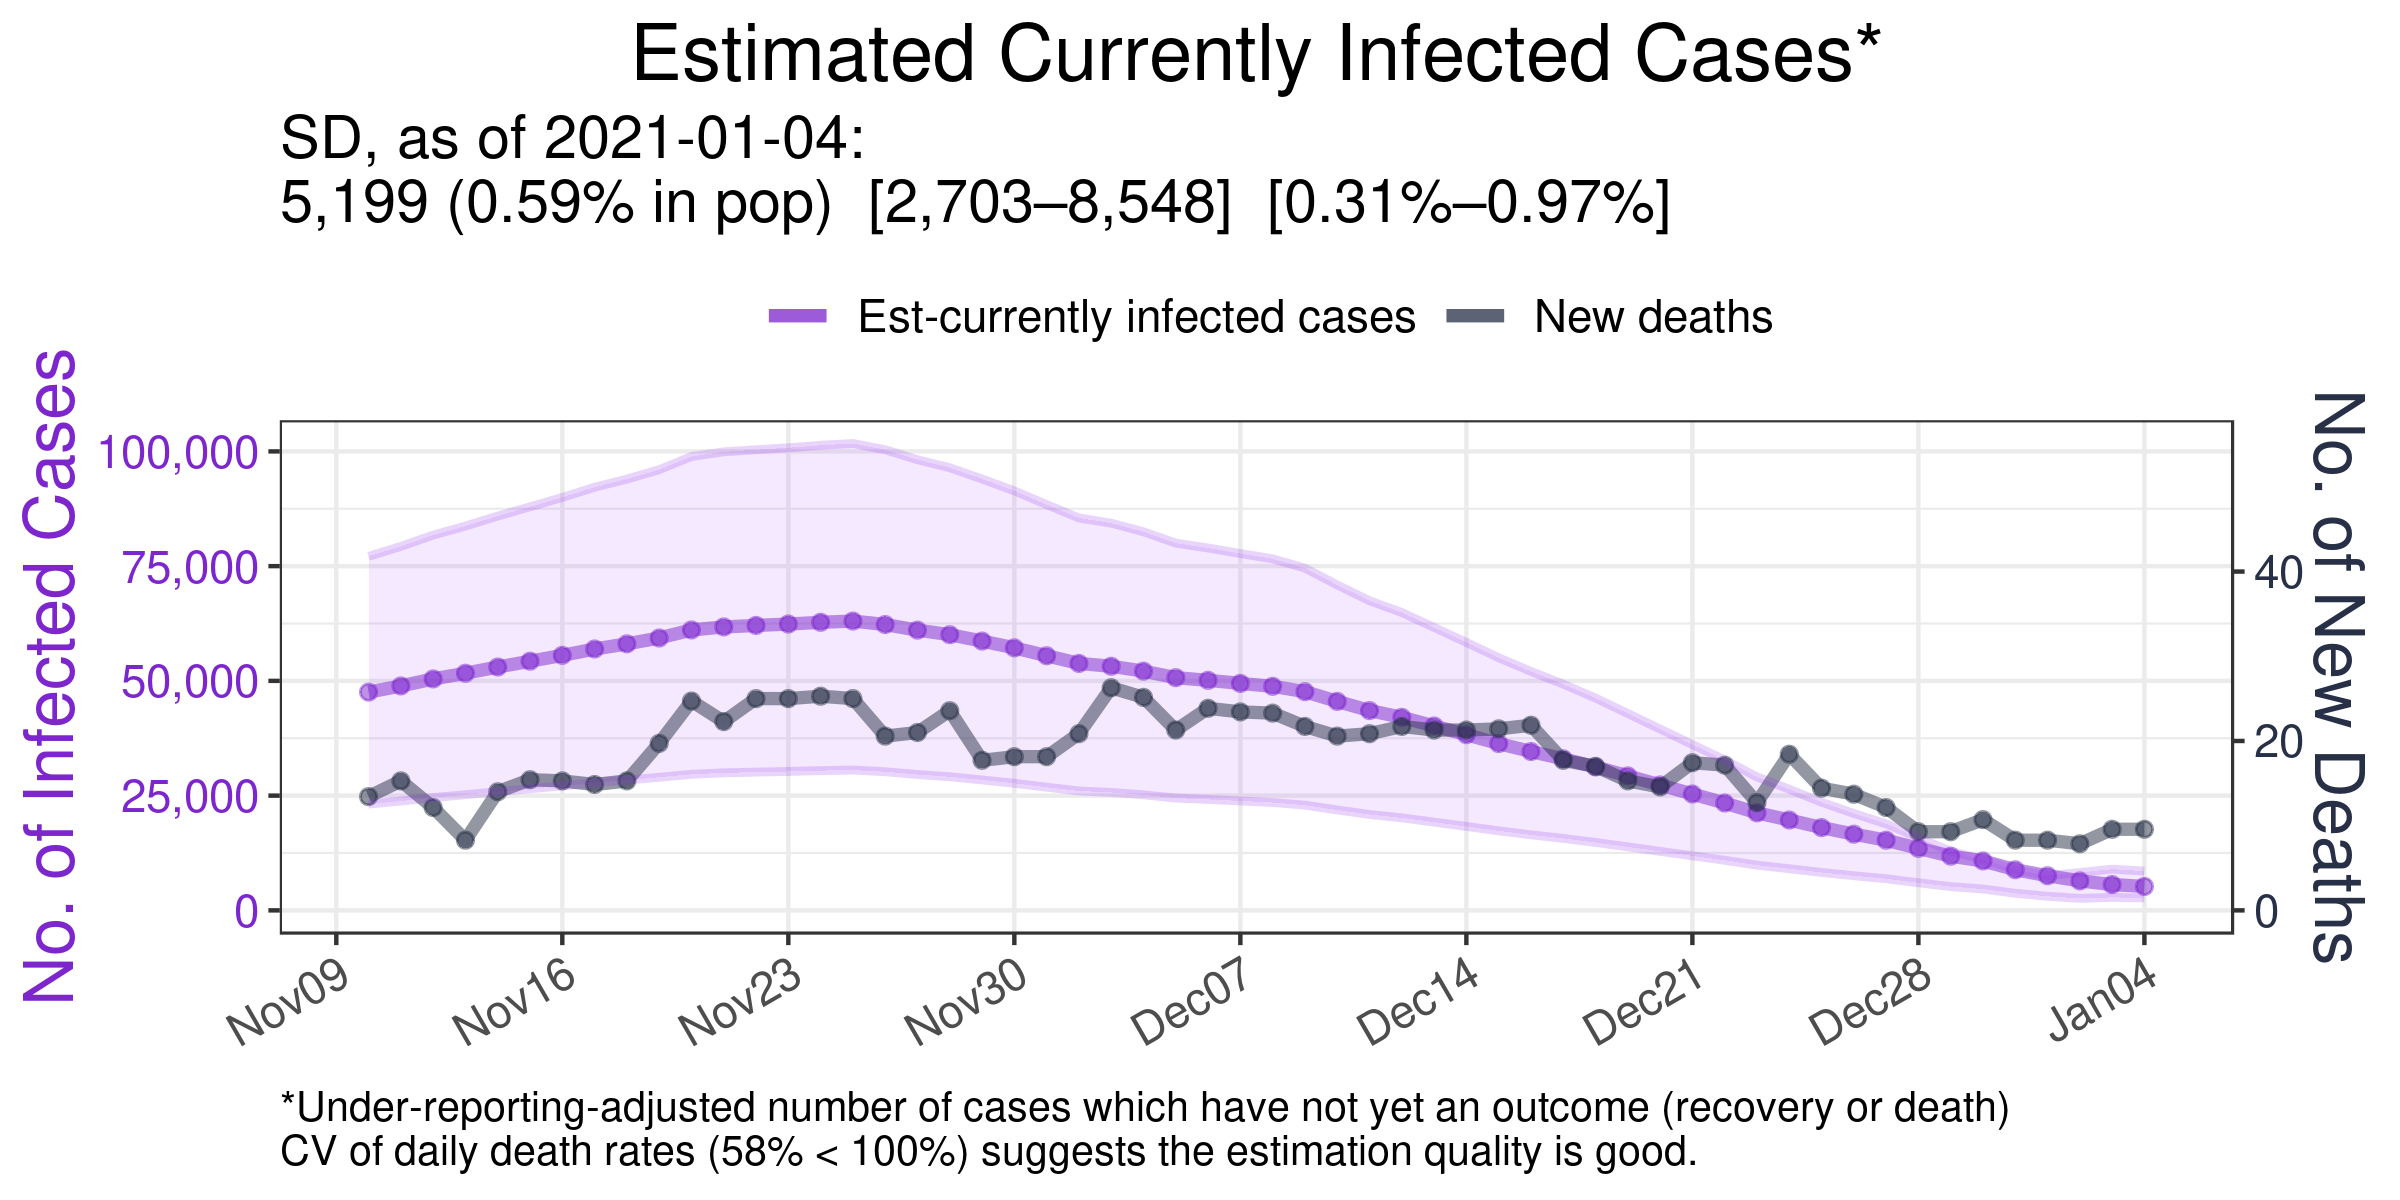 Estimated Currently Infected Cases*
SD, as of 2021-01-04:
5,199 (0.59% in pop)  [2,703–8,548]  [0.31%–0.97%]
Est-currently infected cases
New deaths
No. of Infected Cases
100,000
75,000
50,000
25,000
0
No. of New Deaths
40
20
0
Nov09
Nov16
Nov23
Nov30
Dec07
Dec14
Dec21
Dec28
Jan04
*Under-reporting-adjusted number of cases which have not yet an outcome (recovery or death)
CV of daily death rates (58% < 100%) suggests the estimation quality is good.